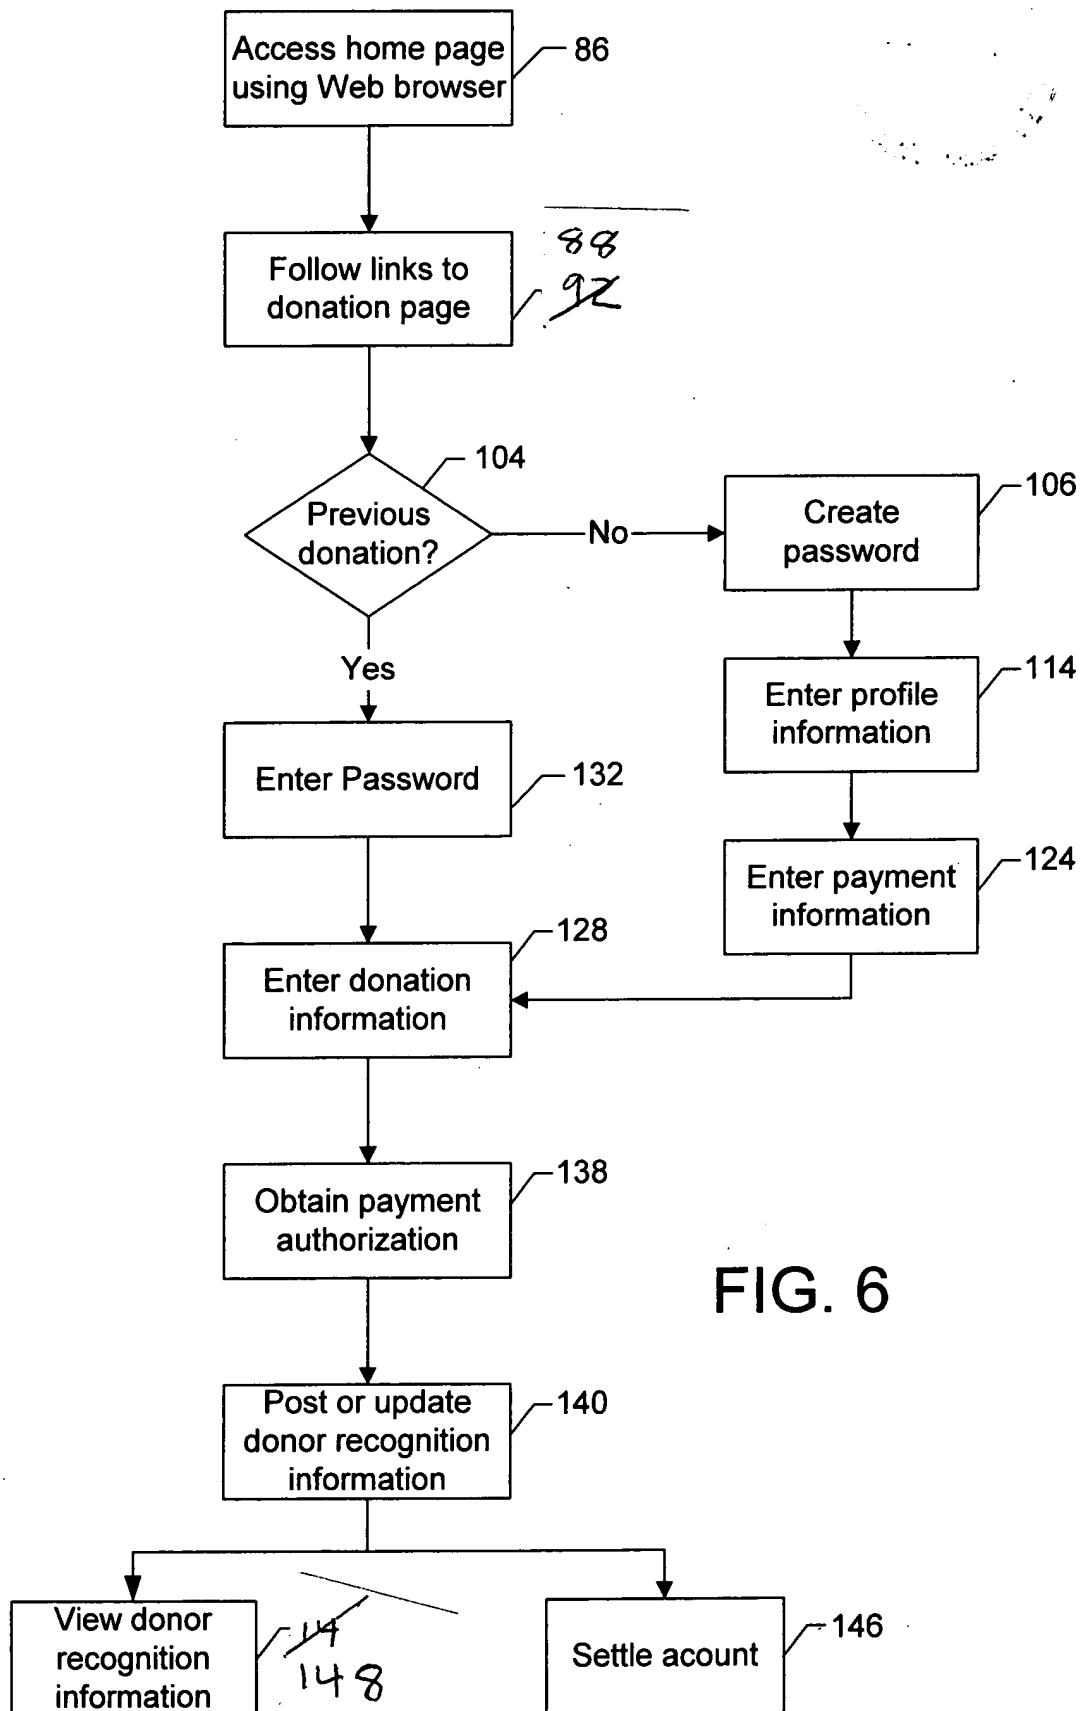 Access home page
using Web browser
86
Follow links to
donation page
88
92
Previous
donation?
104
No
Create
password
106
Yes
Enter profile
information
114
Enter Password
132
Enter payment
information
124
Enter donation
information
128
Obtain payment
authorization
138
FIG. 6
Post or update
donor recognition
information
140
View donor
recognition
information
14
148
Settle acount
146